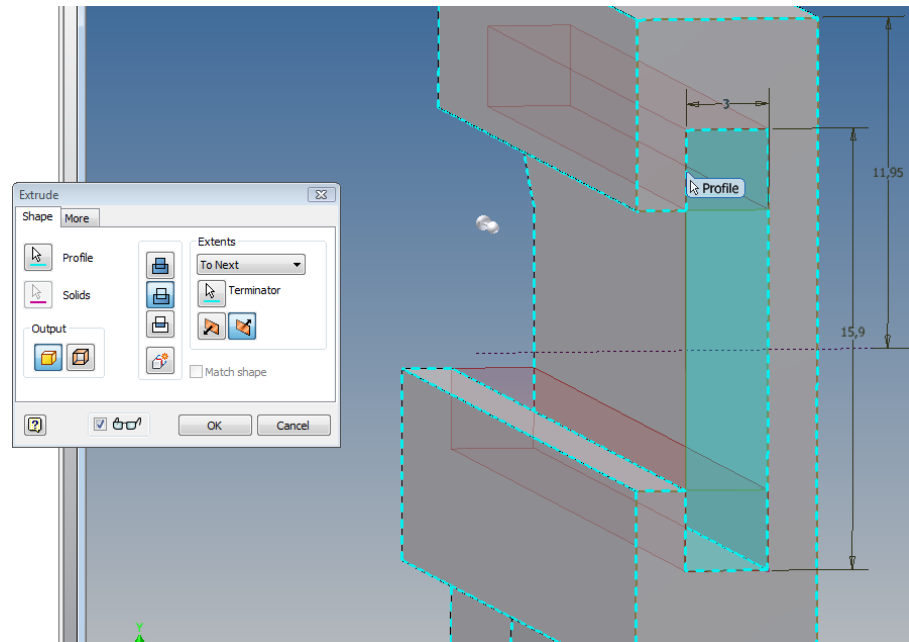 Extrude
Shape
More
Profile
Solids
Output
Extents
To Next
Terminator
Match shape
OK
Cancel
3
Profile
11,95
15,9
Y